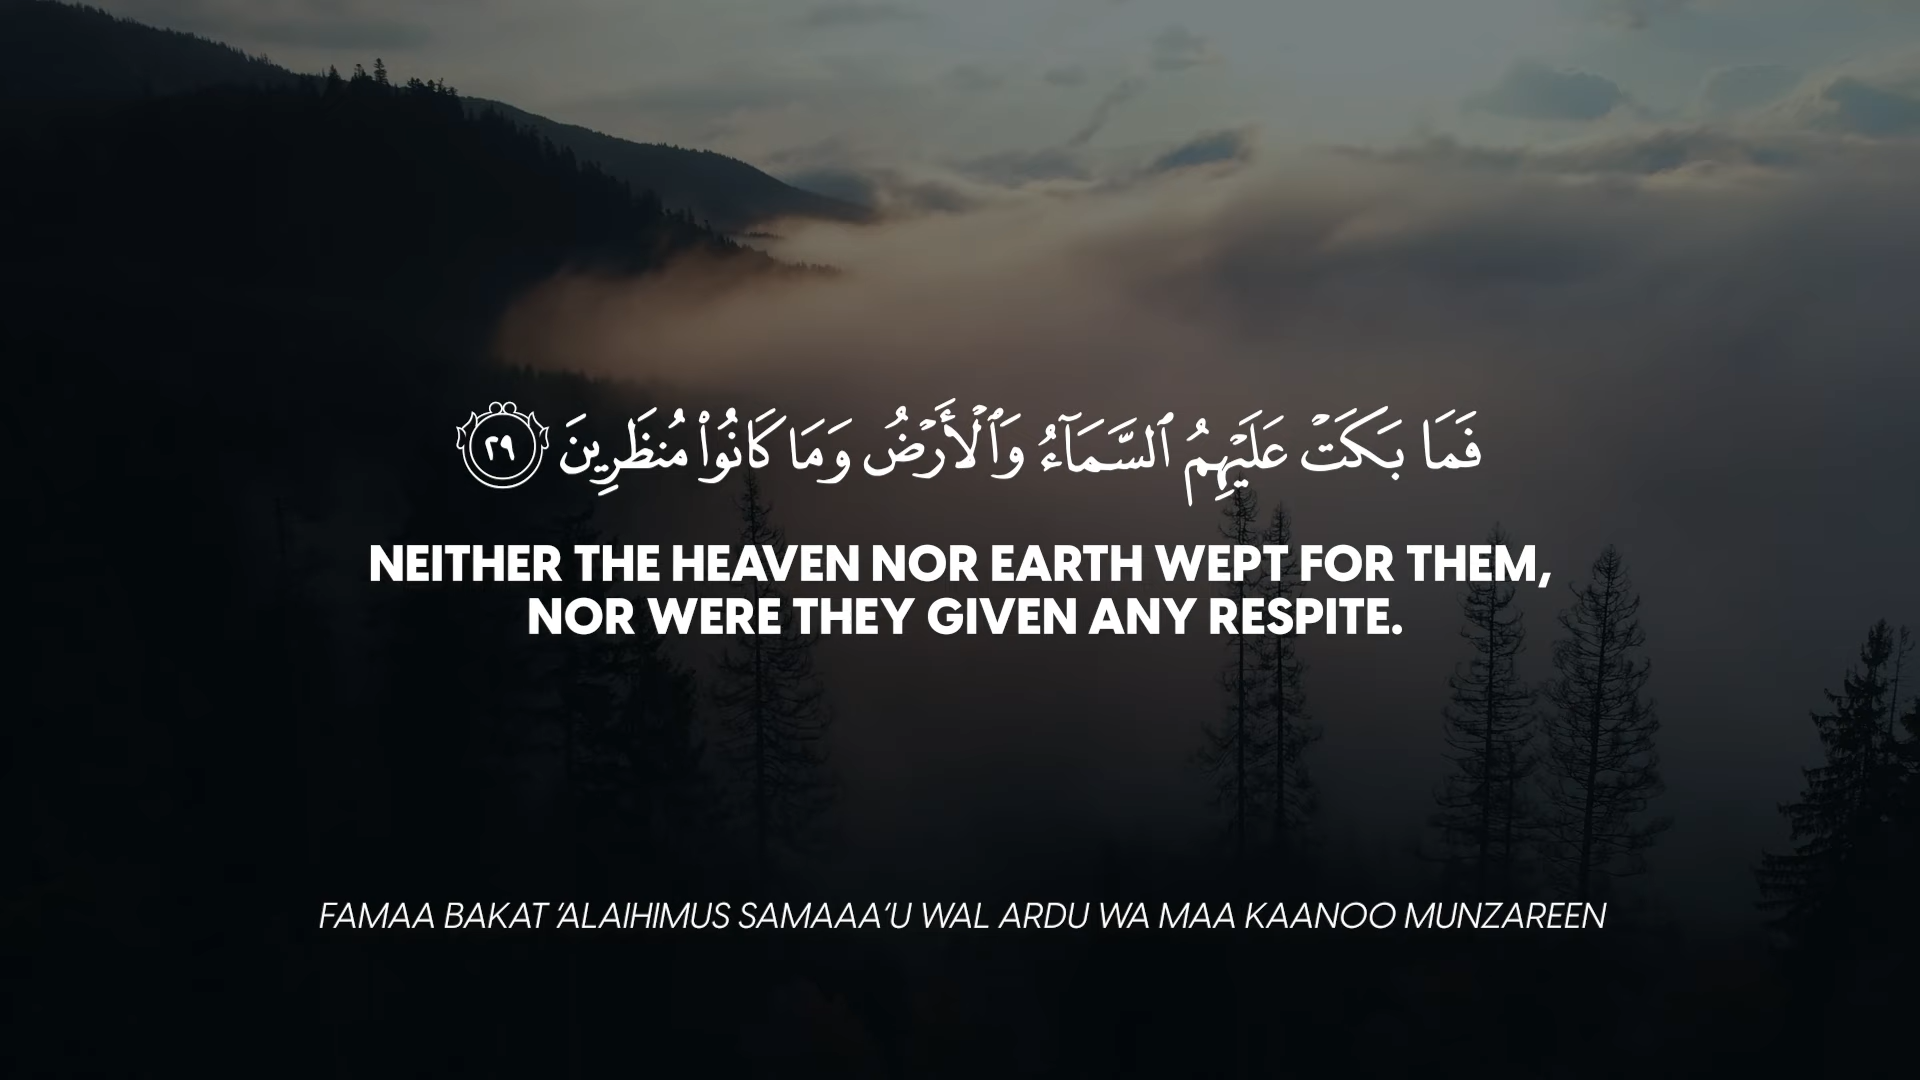 فَمَا بَكَتْ عَلَيْهِمُ ٱلسَّمَآءُ وَٱلْأَرْضُ وَمَا كَانُوا۟ مُنظَرِينَ ٢٩
NEITHER THE HEAVEN NOR EARTH WEPT FOR THEM,
NOR WERE THEY GIVEN ANY RESPITE.
FAMAA BAKAT ‘ALAIHIMUS SAMAAA‘U WAL ARDU WA MAA KAANOO MUNZAREEN